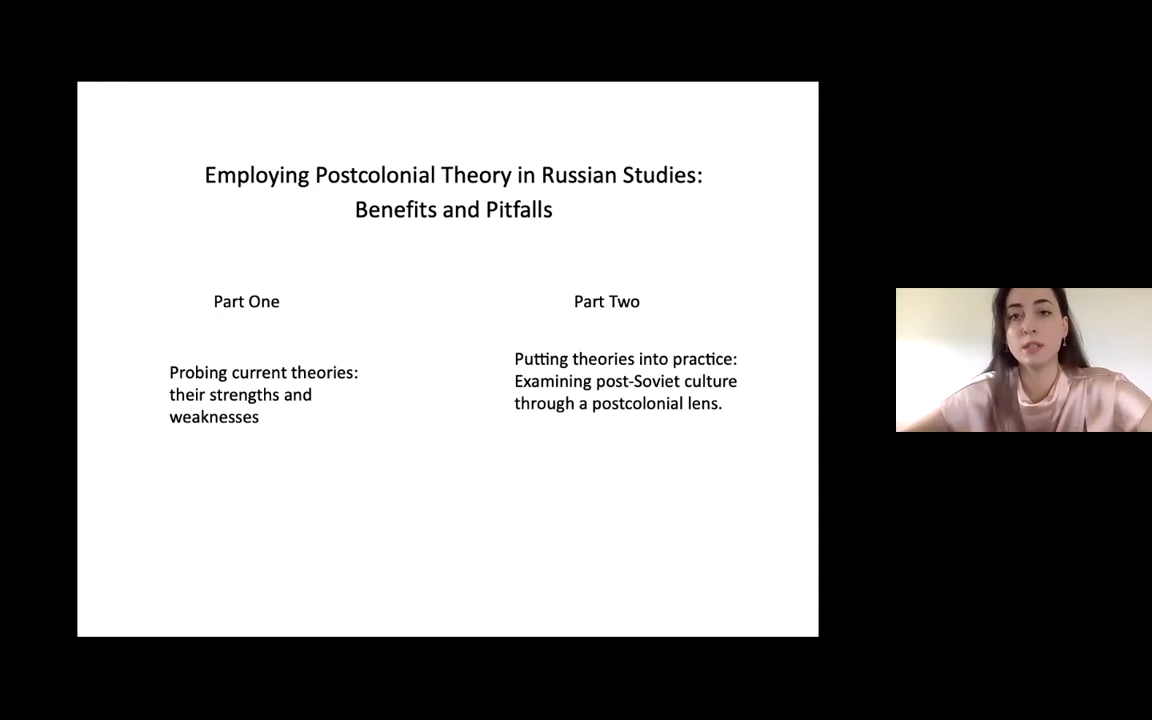 Employing Postcolonial Theory in Russian Studies:
Benefits and Pitfalls
Part One
Probing current theories:
their strengths and
weaknesses
Part Two
Putting theories into practice:
Examining post-Soviet culture
through a postcolonial lens.